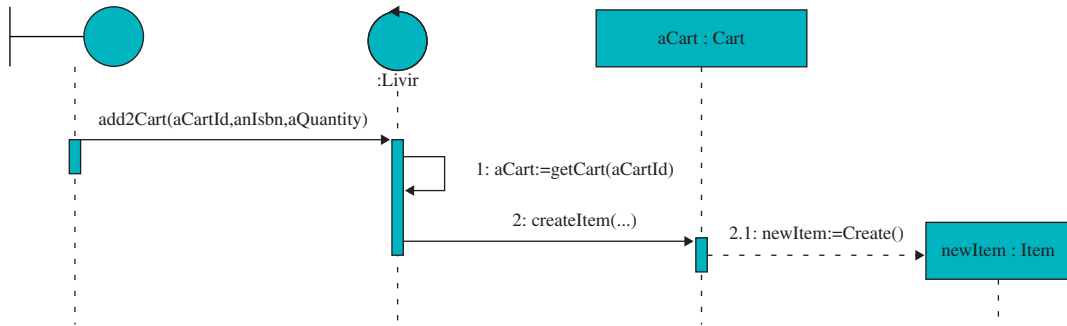 aCart : Cart
:Livir
add2Cart(aCartId,anIsbn,aQuantity)
1: aCart:=getCart(aCartId)
2: createItem(...)
2.1: newItem:=Create()
newItem : Item